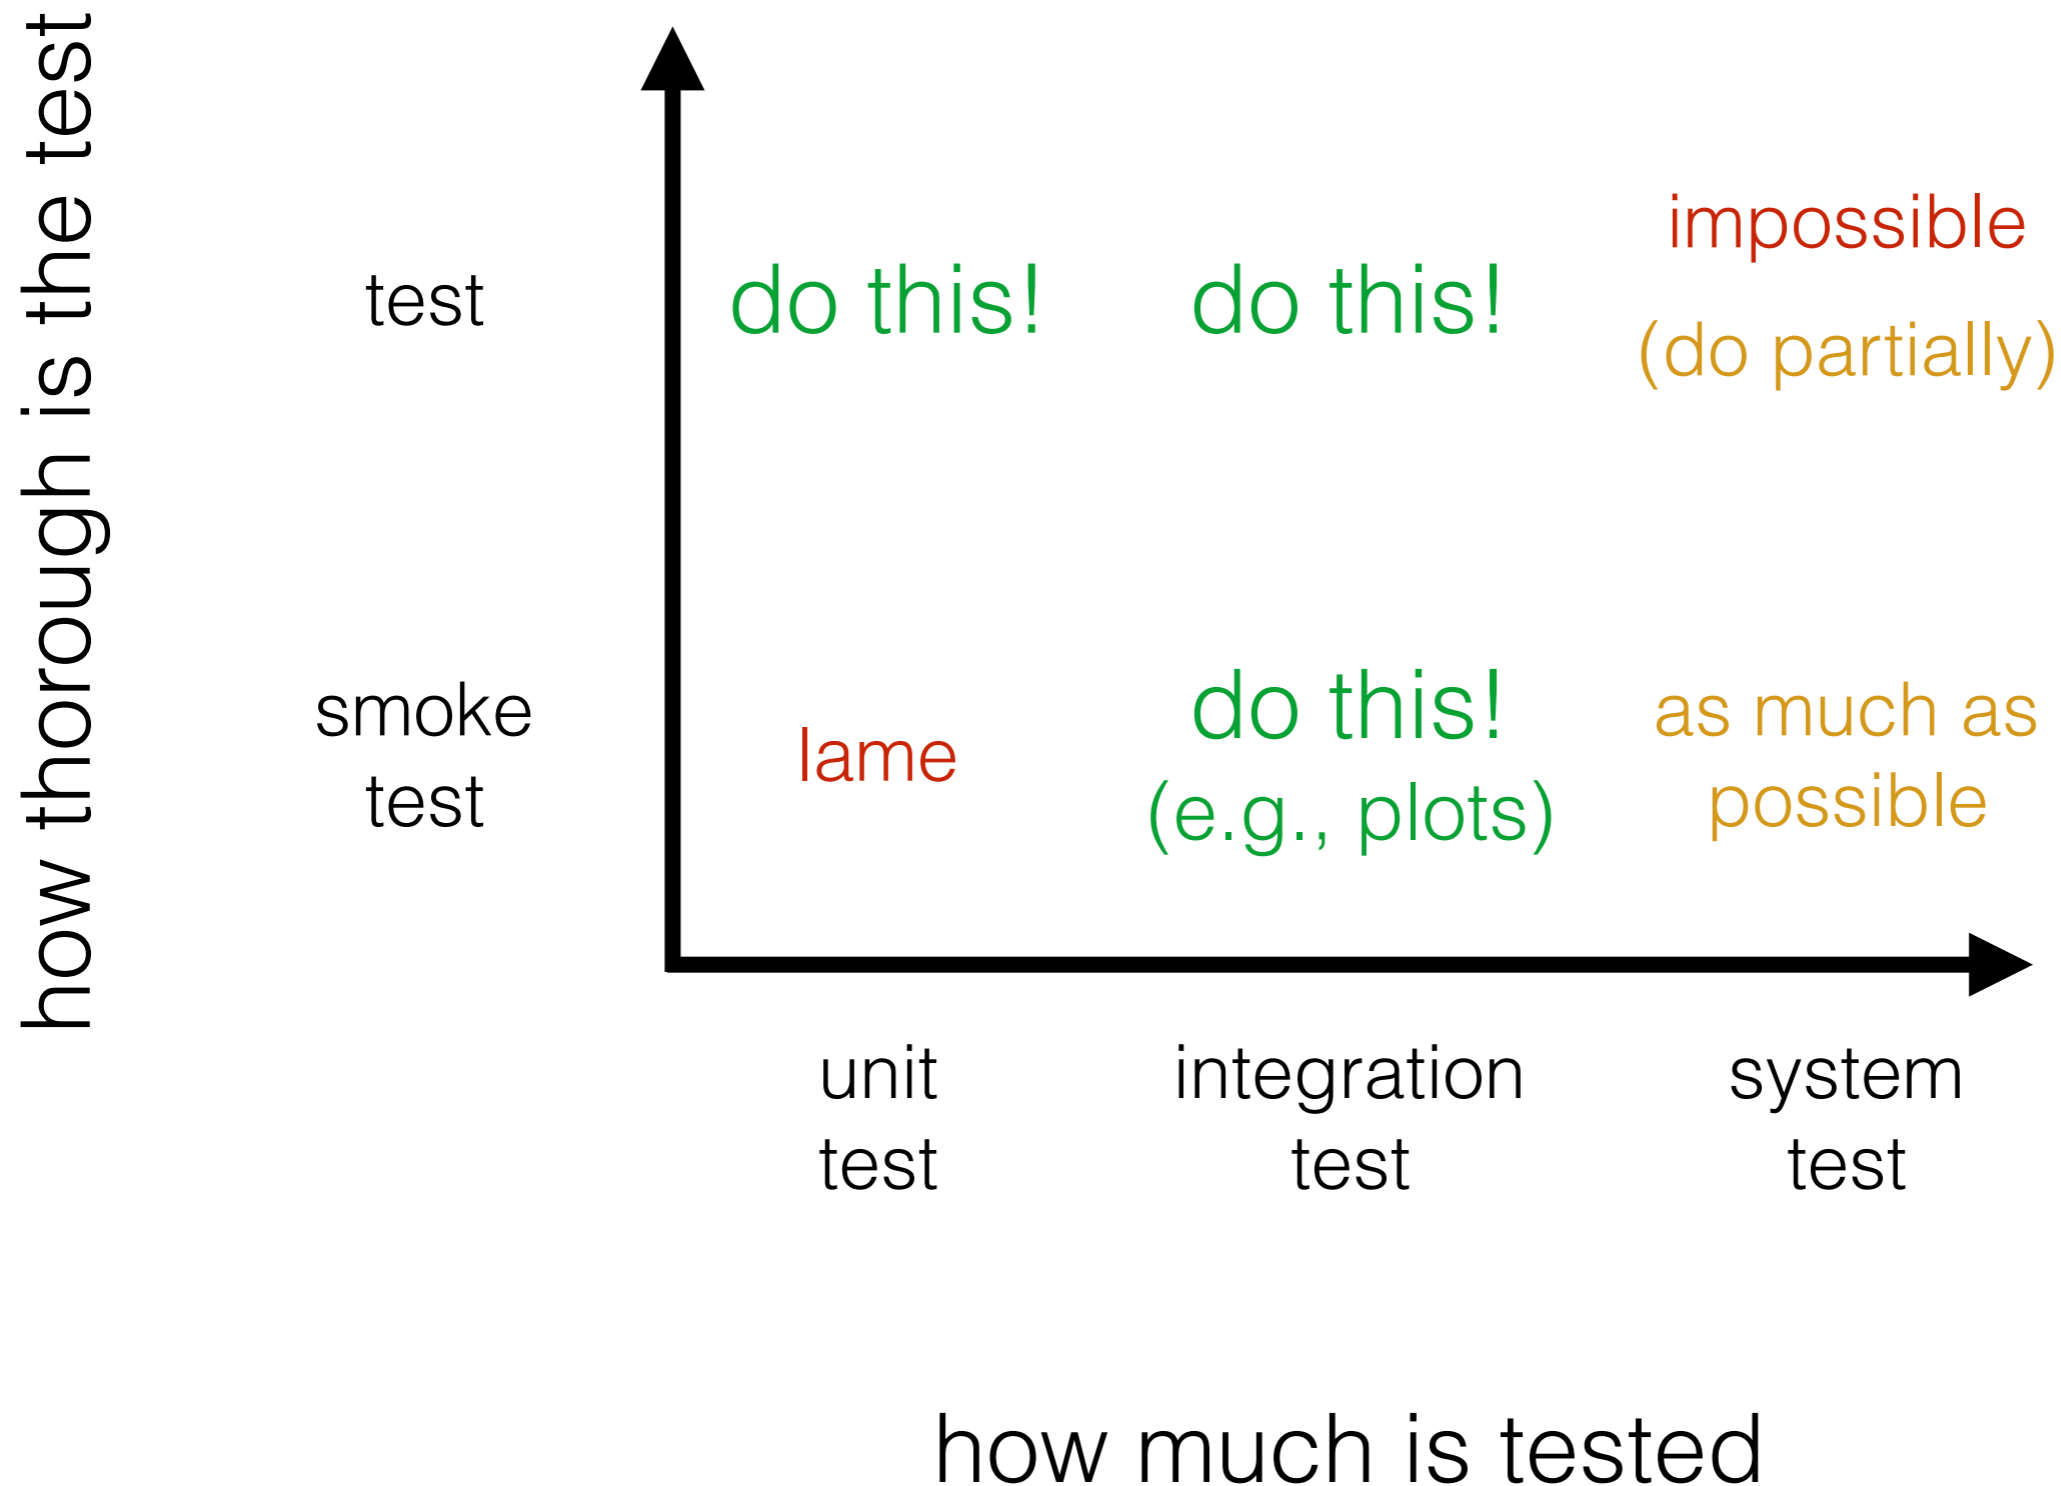 how thorough is the test
test
do this!
do this!
impossible
(do partially)
smoke
test
lame
do this!
(e.g., plots)
as much as
possible
unit
test
integration
test
system
test
how much is tested